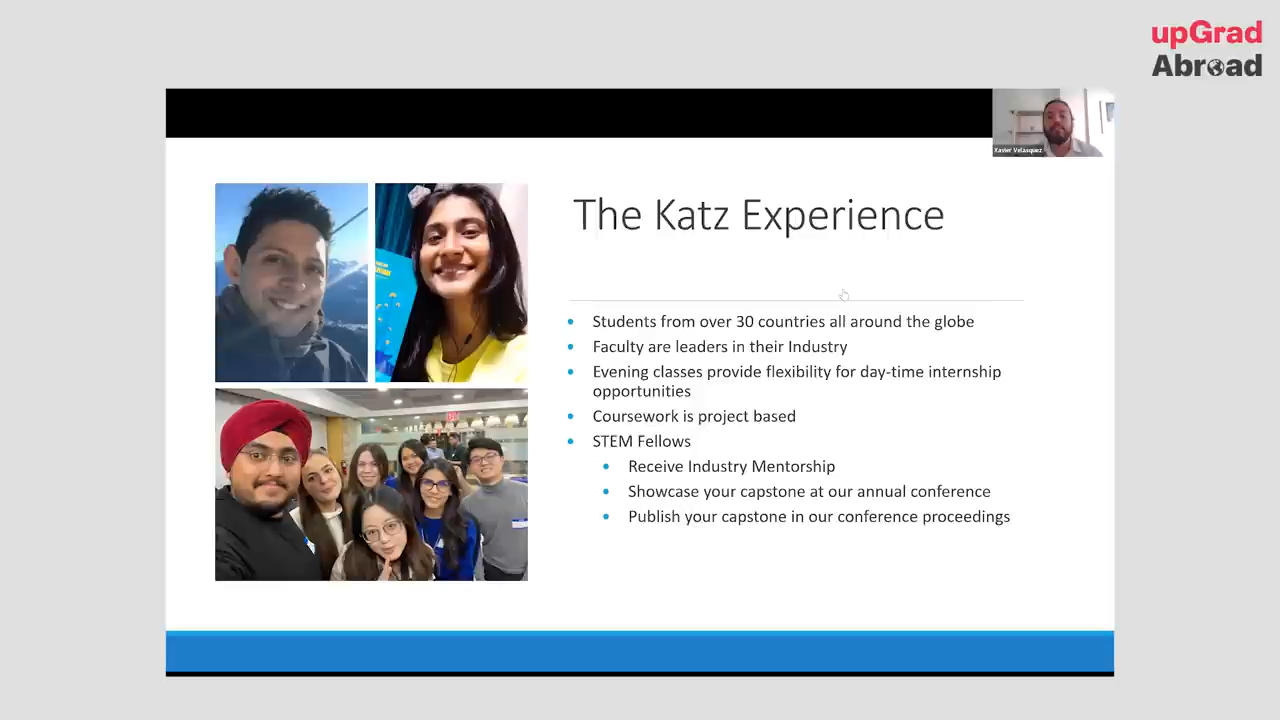 upGrad
Abroad
Xavier Velasquez
The Katz Experience
• Students from over 30 countries all around the globe
• Faculty are leaders in their Industry
• Evening classes provide flexibility for day-time internship
opportunities
• Coursework is project based
• STEM Fellows
• Receive Industry Mentorship
• Showcase your capstone at our annual conference
• Publish your capstone in our conference proceedings